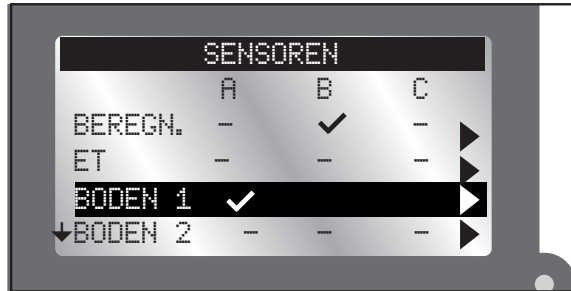 SENSOREN
A B C
BEREGN. – ✓ –
ET – – –
BODEN 1 ✓
BODEN 2 – – –